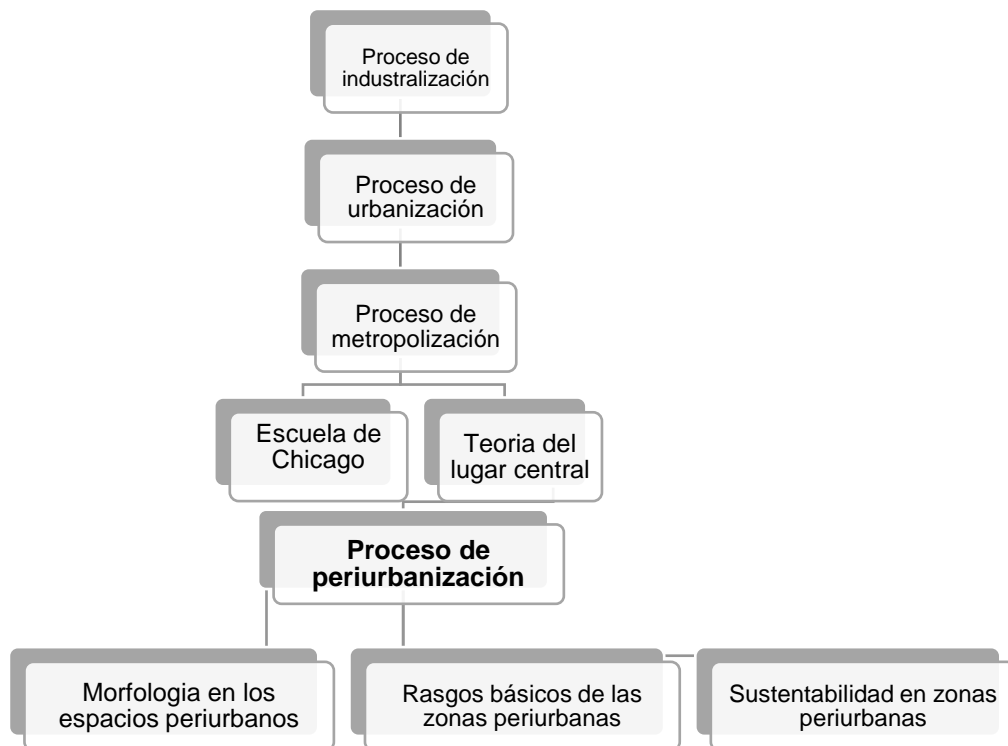 Proceso de
industralización
Proceso de
urbanización
Proceso de
metropolización
Escuela de
Chicago
Teoria del
lugar central
Proceso de
periurbanización
Morfologia en los
espacios periurbanos
Rasgos básicos de las
zonas periurbanas
Sustentabilidad en zonas
periurbanas